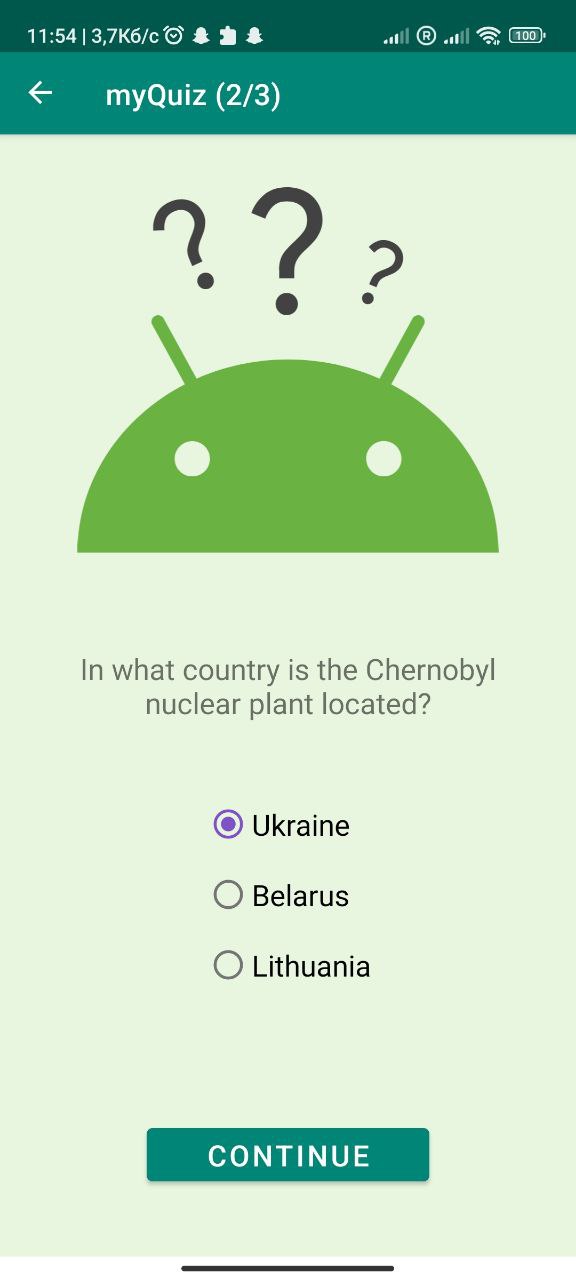 11:54 | 3,7Кб/с
R
100
myQuiz (2/3)
? ? ?
In what country is the Chernobyl
nuclear plant located?
Ukraine
Belarus
Lithuania
CONTINUE